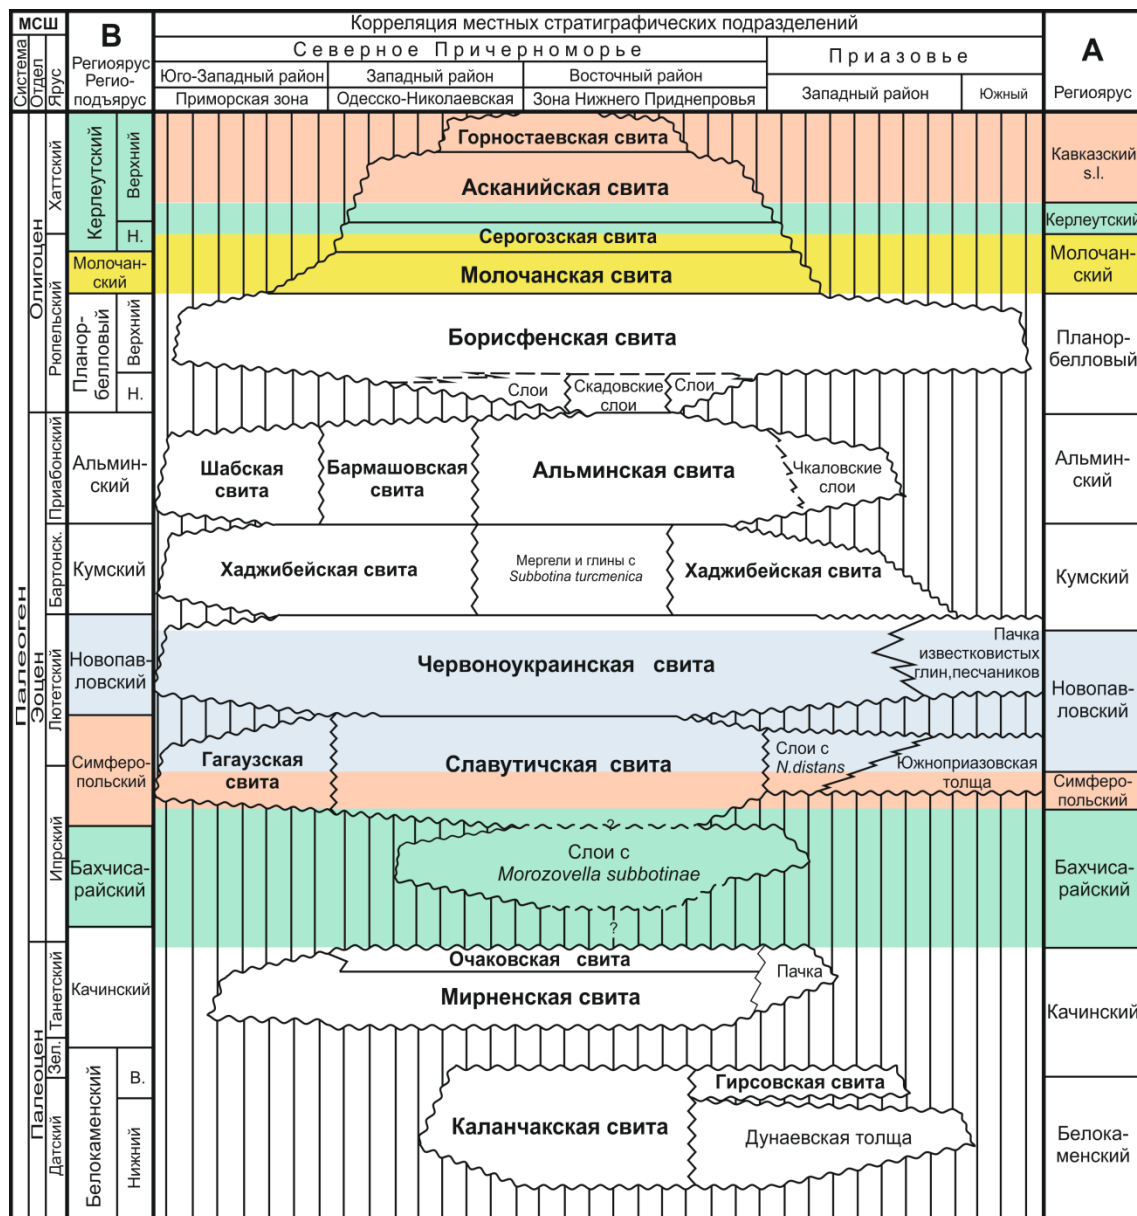 МСШ
Система
Отдел
Ярус
B
Региоярус
Регио-
подъярус
Корреляция местных стратиграфических подразделений
Северное Причерноморье
Приазовье
Юго-Западный район
Западный район
Восточный район
Приморская зона
Одесско-Николаевская
Зона Нижнего Приднепровья
Западный район
Южный
A
Региоярус
Палеоген
Олигоцен
Эоцен
Палеоцен
Хаттский
Рюпельский
Приабонский
Бартонск.
Лютетский
Ипрский
Танетский
Зел.
Датский
Керлеутский
Верхний
Н.
Молочан-
ский
Планор-
белловый
Верхний
Н.
Альмин-
ский
Кумский
Новопав-
ловский
Симферо-
польский
Бахчиса-
райский
Качинский
Белокаменский
В.
Нижний
Горностаевская свита
Асканийская свита
Серогозская свита
Молочанская свита
Борисфенская свита
Слои
Скадовские
слои
Слои
Шабская
свита
Бармашовская
свита
Альминская свита
Чкаловские
слои
Хаджибейская свита
Мергели и глины с
Subbotina turcmenica
Хаджибейская свита
Червоноукраинская свита
Пачка
известковистых
глин,песчаников
Гагаузская
свита
Славутичская свита
Слои с
N.distans
Южноприазовская
толща
?
Слои с
Morozovella subbotinae
?
Очаковская свита
Пачка
Мирненская свита
Гирсовская свита
Каланчакская свита
Дунаевская толща
Кавказский
s.l.
Керлеутский
Молочан-
ский
Планор-
белловый
Альмин-
ский
Кумский
Новопав-
ловский
Симферо-
польский
Бахчиса-
райский
Качинский
Белока-
менский